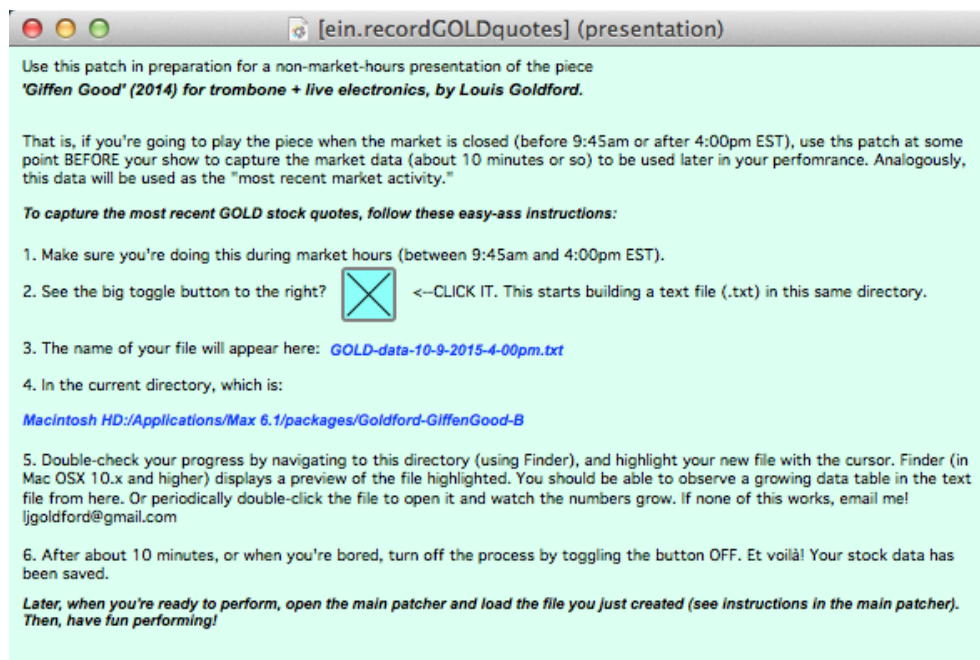 [ein.recordGOLDquotes] (presentation)
Use this patch in preparation for a non-market-hours presentation of the piece
'Giffen Good' (2014) for trombone + live electronics, by Louis Goldford.
That is, if you're going to play the piece when the market is closed (before 9:45am or after 4:00pm EST), use ths patch at some
point BEFORE your show to capture the market data (about 10 minutes or so) to be used later in your perfomrance. Analogously,
this data will be used as the "most recent market activity."
To capture the most recent GOLD stock quotes, follow these easy-ass instructions:
1. Make sure you're doing this during market hours (between 9:45am and 4:00pm EST).
2. See the big toggle button to the right? <--CLICK IT. This starts building a text file (.txt) in this same directory.
3. The name of your file will appear here: GOLD-data-10-9-2015-4-00pm.txt
4. In the current directory, which is:
Macintosh HD:/Applications/Max 6.1/packages/Goldford-GiffenGood-B
5. Double-check your progress by navigating to this directory (using Finder), and highlight your new file with the cursor. Finder (in
Mac OSX 10.x and higher) displays a preview of the file highlighted. You should be able to observe a growing data table in the text
file from here. Or periodically double-click the file to open it and watch the numbers grow. If none of this works, email me!
ljgoldford@gmail.com
6. After about 10 minutes, or when you're bored, turn off the process by toggling the button OFF. Et voilà! Your stock data has
been saved.
Later, when you're ready to perform, open the main patcher and load the file you just created (see instructions in the main patcher).
Then, have fun performing!